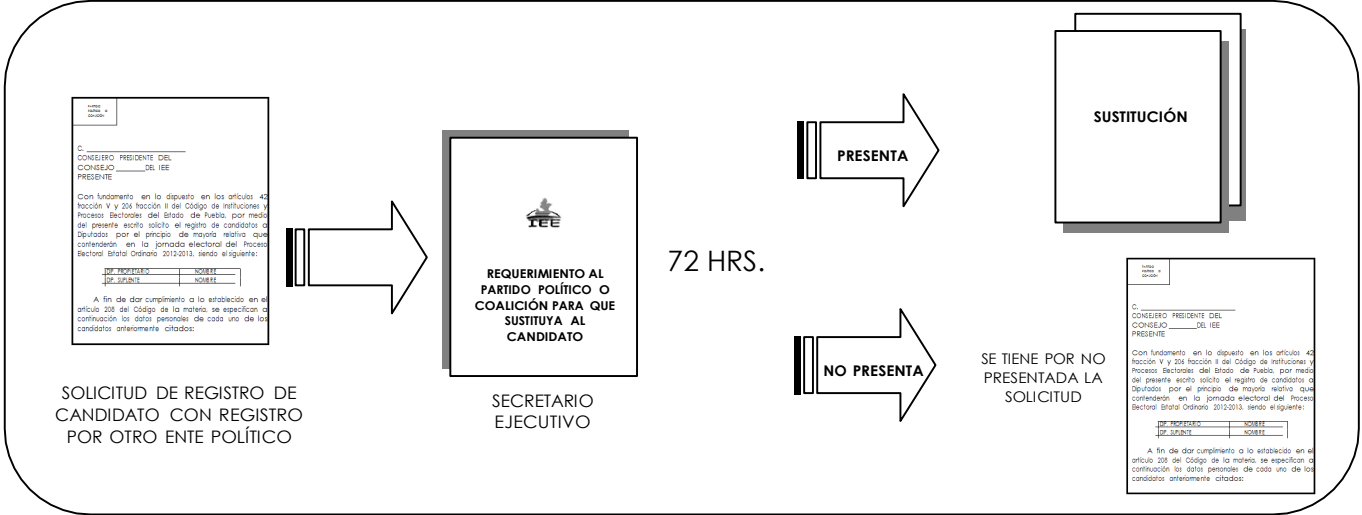 PARTIDO
POLÍTICO O
COALICIÓN
C. ____________________
CONSEJERO PRESIDENTE DEL
CONSEJO ______DEL IEE
PRESENTE
Con fundamento en lo dispuesto en los artículos 42
fracción V y 206 fracción II del Código de Instituciones y
Procesos Electorales del Estado de Puebla, por medio
del presente escrito solicito el registro de candidatos a
Diputados por el principio de mayoría relativa que
contenderán en la jornada electoral del Proceso
Electoral Estatal Ordinario 2012-2013, siendo el siguiente:
DIP. PROPIETARIO NOMBRE
DIP. SUPLENTE NOMBRE
A fin de dar cumplimiento a lo establecido en el
artículo 208 del Código de la materia, se especifican a
continuación los datos personales de cada uno de los
candidatos anteriormente citados:
SOLICITUD DE REGISTRO DE
CANDIDATO CON REGISTRO
POR OTRO ENTE POLÍTICO
IEE
REQUERIMIENTO AL
PARTIDO POLÍTICO O
COALICIÓN PARA QUE
SUSTITUYA AL
CANDIDATO
SECRETARIO
EJECUTIVO
72 HRS.
PRESENTA
SUSTITUCIÓN
NO PRESENTA
SE TIENE POR NO
PRESENTADA LA
SOLICITUD
PARTIDO
POLÍTICO O
COALICIÓN
C. ____________________
CONSEJERO PRESIDENTE DEL
CONSEJO ______DEL IEE
PRESENTE
Con fundamento en lo dispuesto en los artículos 42
fracción V y 206 fracción II del Código de Instituciones y
Procesos Electorales del Estado de Puebla, por medio
del presente escrito solicito el registro de candidatos a
Diputados por el principio de mayoría relativa que
contenderán en la jornada electoral del Proceso
Electoral Estatal Ordinario 2012-2013, siendo el siguiente:
DIP. PROPIETARIO NOMBRE
DIP. SUPLENTE NOMBRE
A fin de dar cumplimiento a lo establecido en el
artículo 208 del Código de la materia, se especifican a
continuación los datos personales de cada uno de los
candidatos anteriormente citados: